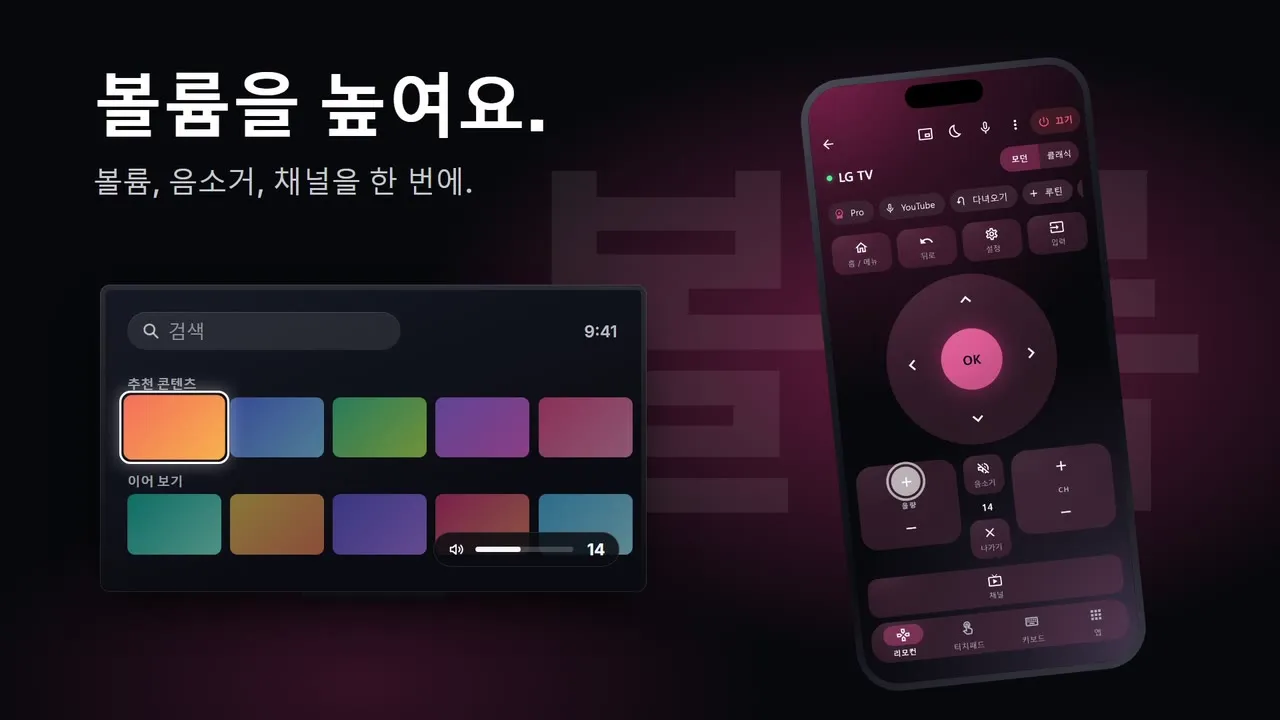 볼륨을 높여요.
볼륨, 음소거, 채널을 한 번에.
검색
9:41
추천 콘텐츠
이어 보기
14
끄기
LG TV
모던
클래식
Pro
YouTube
다녀오기
루틴
홈 / 메뉴
뒤로
설정
입력
OK
음량
음소거
CH
14
나가기
채널
리모컨
터치패드
키보드
앱